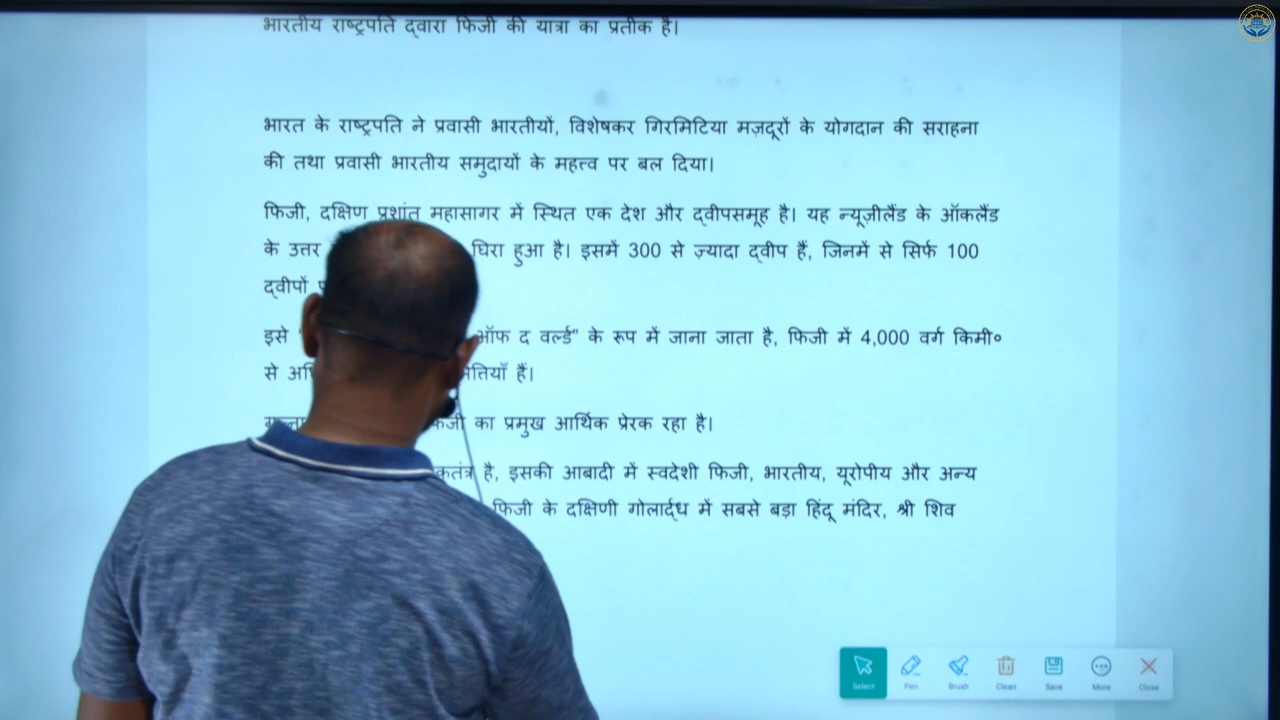 भारतीय राष्ट्रपति द्वारा फिजी की यात्रा का प्रतीक है।
भारत के राष्ट्रपति ने प्रवासी भारतीयों, विशेषकर गिरमिटिया मज़दूरों के योगदान की सराहना
की तथा प्रवासी भारतीय समुदायों के महत्त्व पर बल दिया।
फिजी, दक्षिण प्रशांत महासागर में स्थित एक देश और द्वीपसमूह है। यह न्यूज़ीलैंड के ऑकलैंड
के उत्तर घिरा हुआ है। इसमें 300 से ज़्यादा द्वीप हैं, जिनमें से सिर्फ 100
द्वीपों
इसे ऑफ द वर्ल्ड" के रूप में जाना जाता है, फिजी में 4,000 वर्ग किमी०
से हैं।
का प्रमुख आर्थिक प्रेरक रहा है।
है, इसकी आबादी में स्वदेशी फिजी, भारतीय, यूरोपीय और अन्य
फिजी के दक्षिणी गोलार्द्ध में सबसे बड़ा हिंदू मंदिर, श्री शिव
Select Pen Brush Clean Save More Close